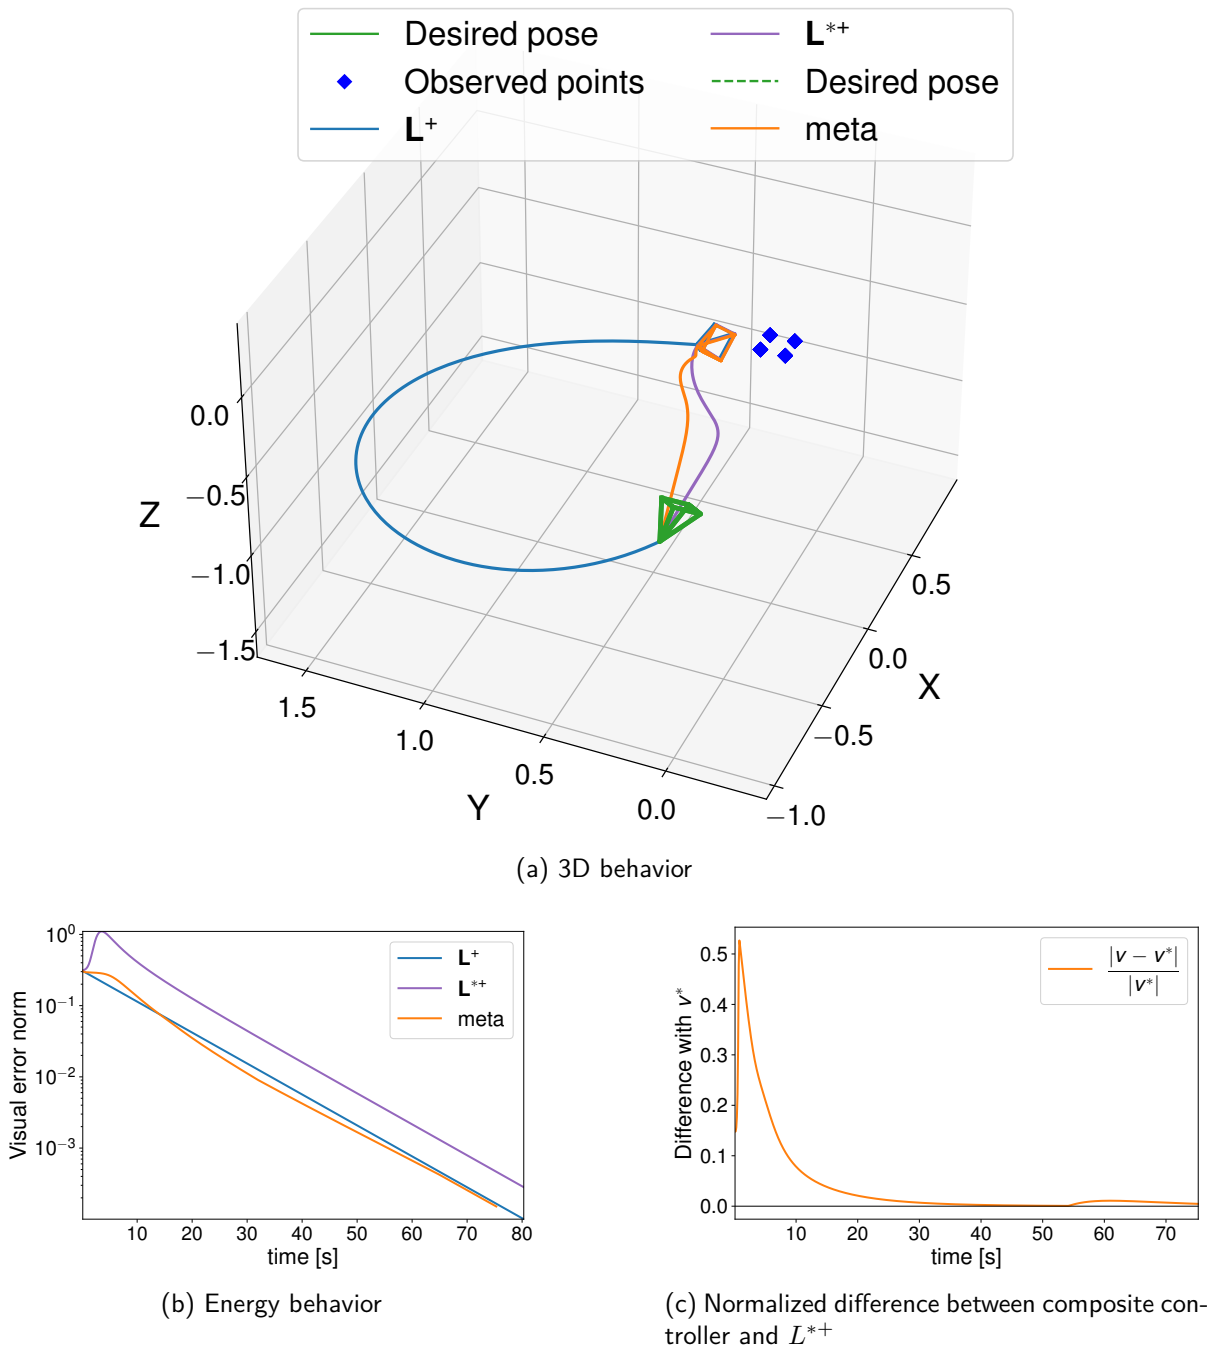 Desired pose
Observed points
L⁺
L*⁺
Desired pose
meta
0.0
−0.5
−1.0
−1.5
Z
1.5
1.0
0.5
0.0
Y
0.5
0.0
−0.5
−1.0
X
(a) 3D behavior
10⁰
10⁻¹
10⁻²
10⁻³
Visual error norm
L⁺
L*⁺
meta
10 20 30 40 50 60 70 80
time [s]
(b) Energy behavior
0.5
0.4
0.3
0.2
0.1
0.0
Difference with v*
|v − v*|
|v*|
10 20 30 40 50 60 70
time [s]
(c) Normalized difference between composite con-
troller and L*⁺